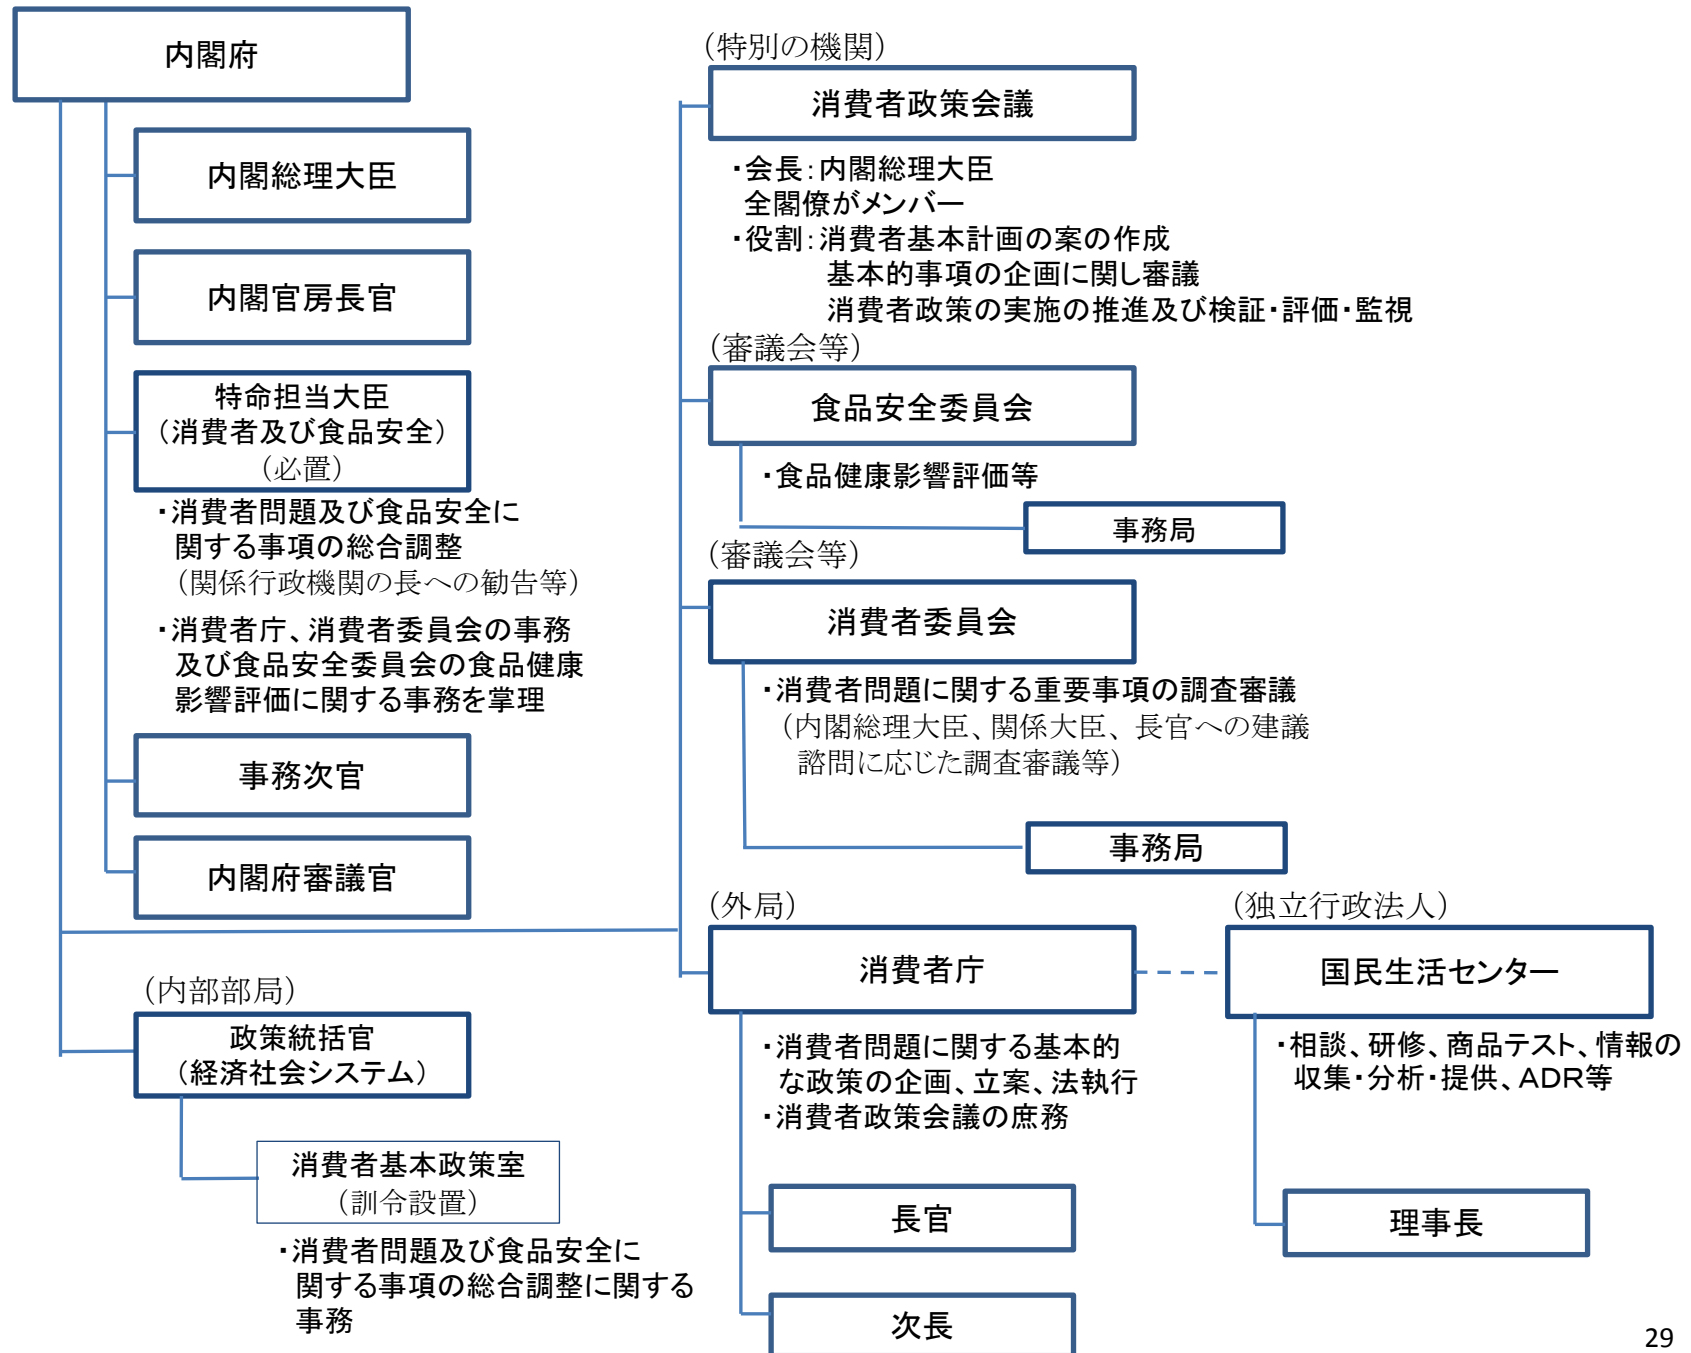 内閣府
内閣総理大臣
内閣官房長官
特命担当大臣
（消費者及び食品安全）
（必置）
・消費者問題及び食品安全に
関する事項の総合調整
（関係行政機関の長への勧告等）
・消費者庁、消費者委員会の事務
及び食品安全委員会の食品健康
影響評価に関する事務を掌理
事務次官
内閣府審議官
（内部部局）
政策統括官
（経済社会システム）
消費者基本政策室
（訓令設置）
・消費者問題及び食品安全に
関する事項の総合調整に関する
事務
（特別の機関）
消費者政策会議
・会長：内閣総理大臣
全閣僚がメンバー
・役割：消費者基本計画の案の作成
基本的事項の企画に関し審議
消費者政策の実施の推進及び検証・評価・監視
（審議会等）
食品安全委員会
・食品健康影響評価等
事務局
（審議会等）
消費者委員会
・消費者問題に関する重要事項の調査審議
（内閣総理大臣、関係大臣、長官への建議
諮問に応じた調査審議等）
事務局
（外局）
消費者庁
・消費者問題に関する基本的
な政策の企画、立案、法執行
・消費者政策会議の庶務
長官
次長
（独立行政法人）
国民生活センター
・相談、研修、商品テスト、情報の
収集・分析・提供、ADR等
理事長
29